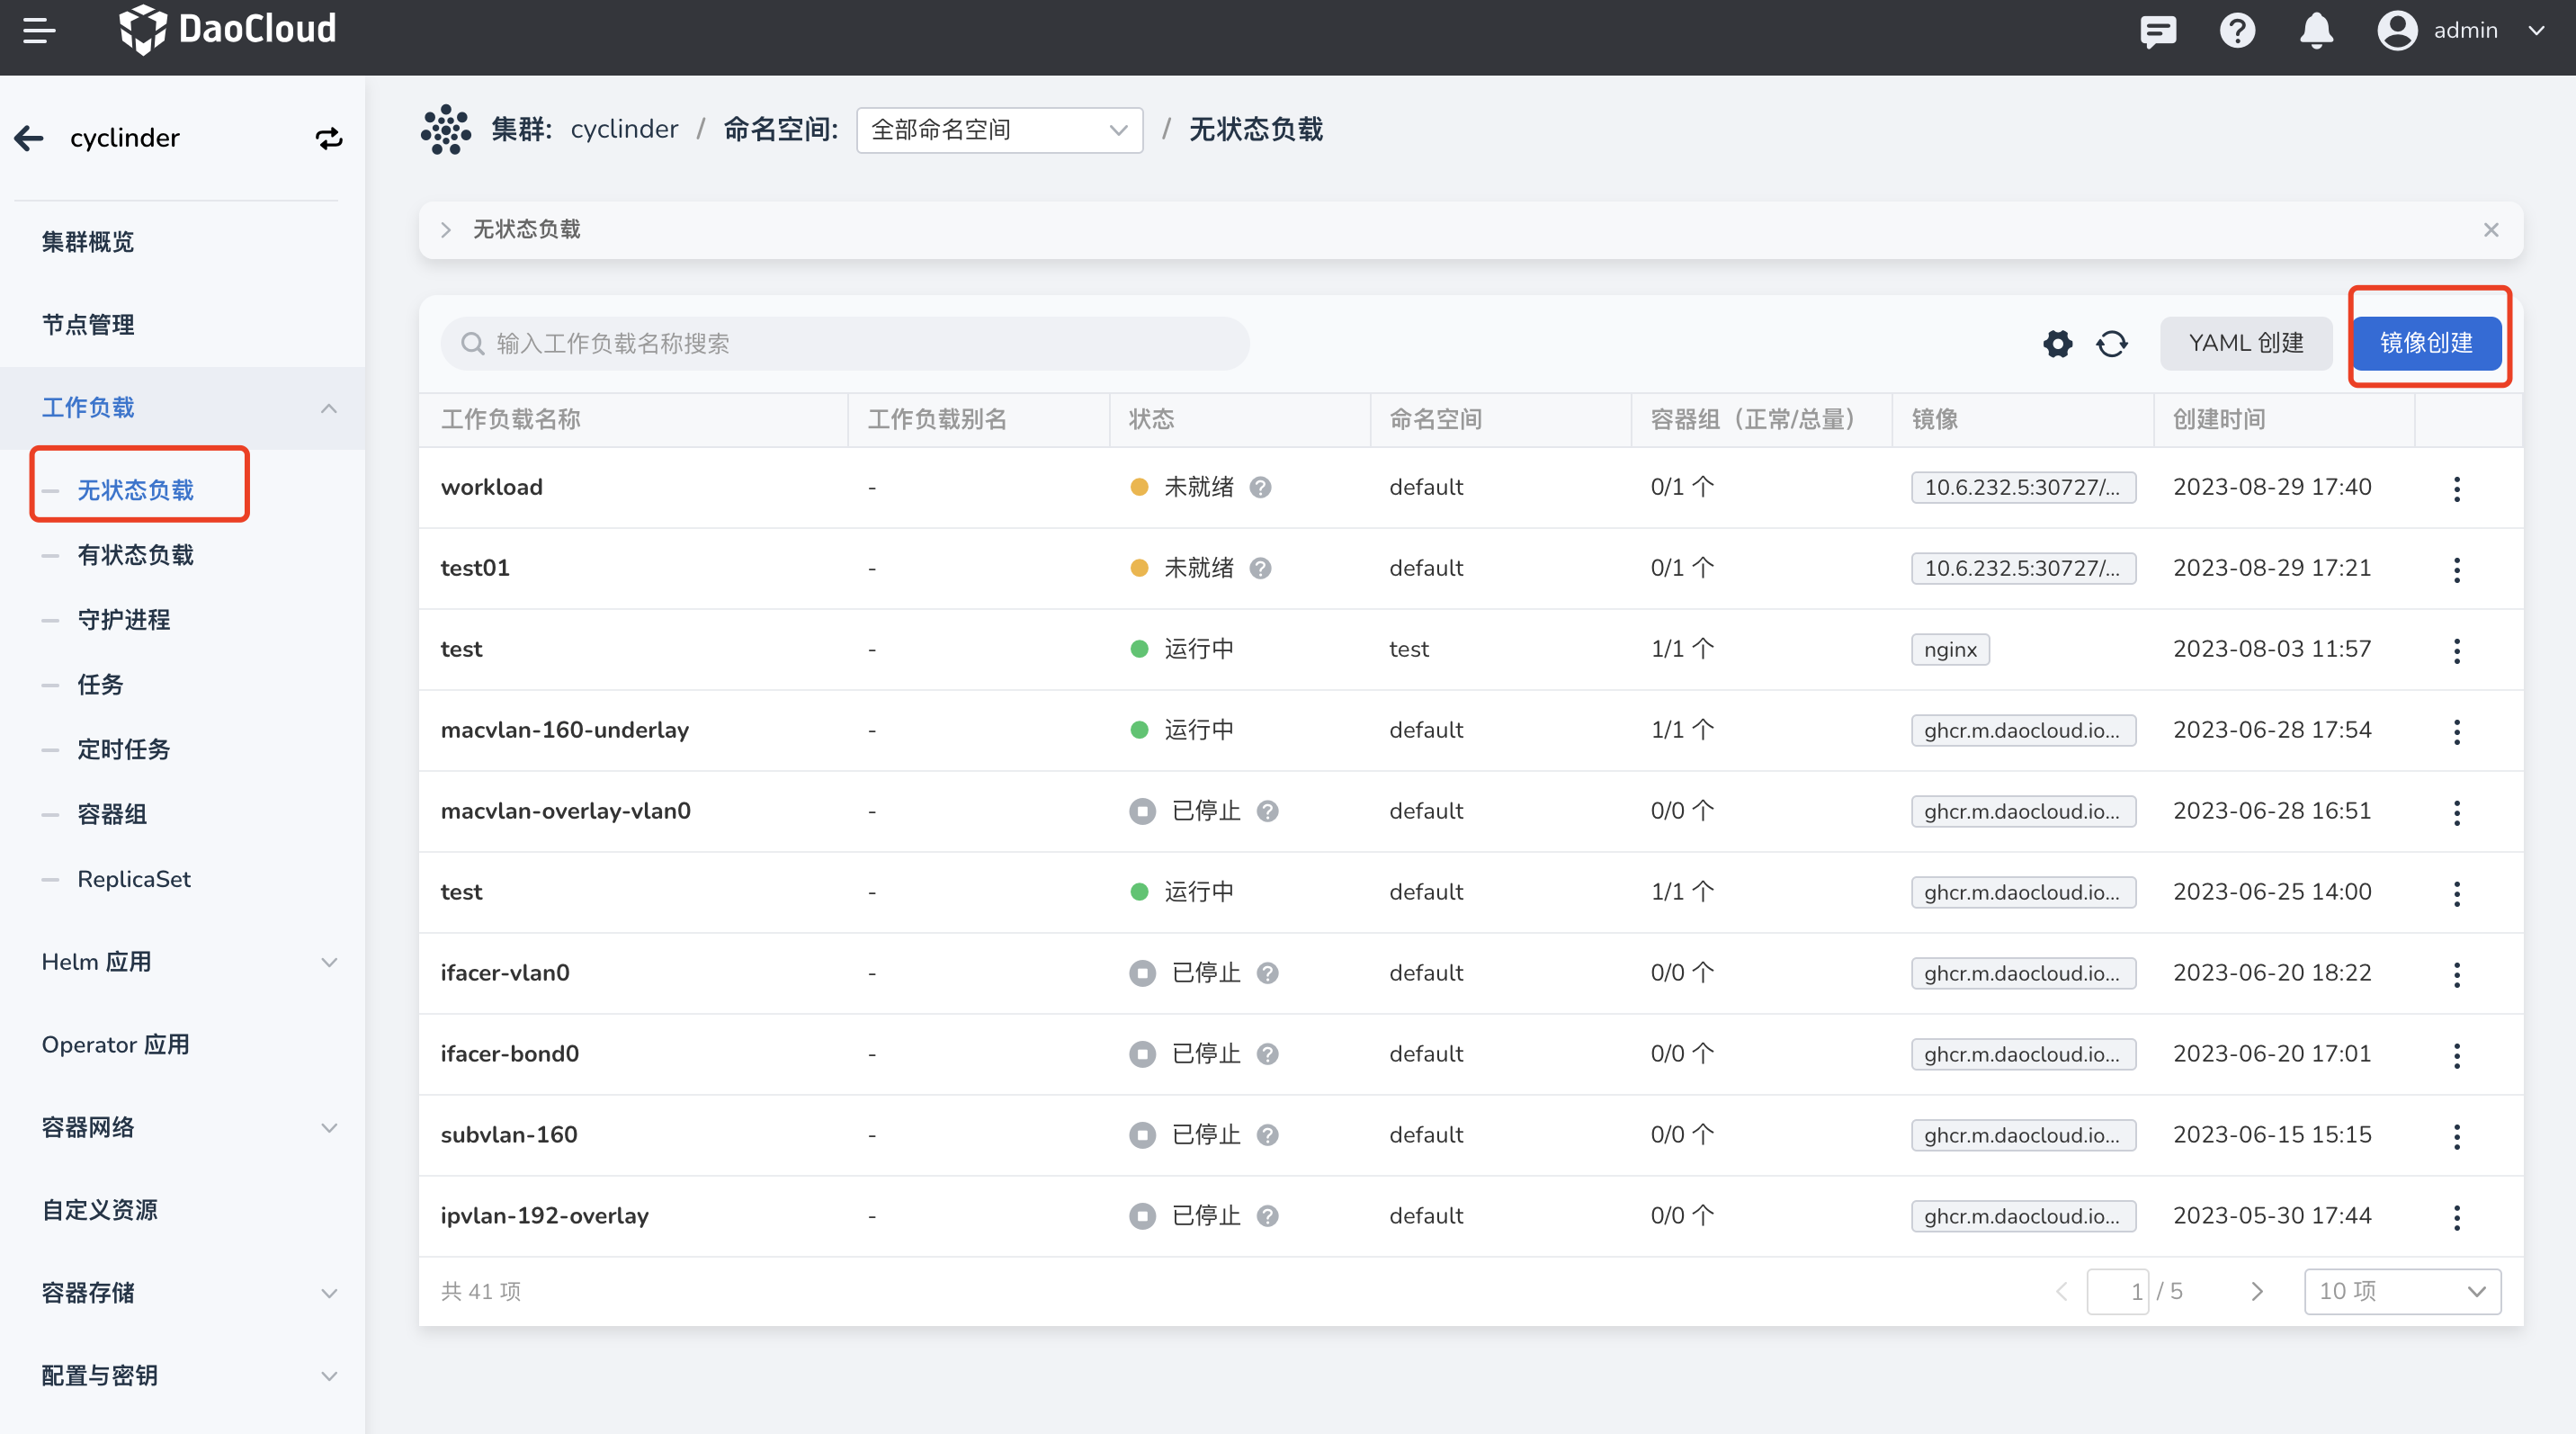 DaoCloud
admin
cyclinder
集群: cyclinder / 命名空间: 全部命名空间 / 无状态负载
集群概览
节点管理
工作负载
无状态负载
有状态负载
守护进程
任务
定时任务
容器组
ReplicaSet
Helm 应用
Operator 应用
容器网络
自定义资源
容器存储
配置与密钥
无状态负载
输入工作负载名称搜索
YAML 创建
镜像创建
工作负载名称 工作负载别名 状态 命名空间 容器组（正常/总量） 镜像 创建时间
workload - 未就绪 default 0/1 个 10.6.232.5:30727/... 2023-08-29 17:40
test01 - 未就绪 default 0/1 个 10.6.232.5:30727/... 2023-08-29 17:21
test - 运行中 test 1/1 个 nginx 2023-08-03 11:57
macvlan-160-underlay - 运行中 default 1/1 个 ghcr.m.daocloud.io... 2023-06-28 17:54
macvlan-overlay-vlan0 - 已停止 default 0/0 个 ghcr.m.daocloud.io... 2023-06-28 16:51
test - 运行中 default 1/1 个 ghcr.m.daocloud.io... 2023-06-25 14:00
ifacer-vlan0 - 已停止 default 0/0 个 ghcr.m.daocloud.io... 2023-06-20 18:22
ifacer-bond0 - 已停止 default 0/0 个 ghcr.m.daocloud.io... 2023-06-20 17:01
subvlan-160 - 已停止 default 0/0 个 ghcr.m.daocloud.io... 2023-06-15 15:15
ipvlan-192-overlay - 已停止 default 0/0 个 ghcr.m.daocloud.io... 2023-05-30 17:44
共 41 项
1 / 5
10 项